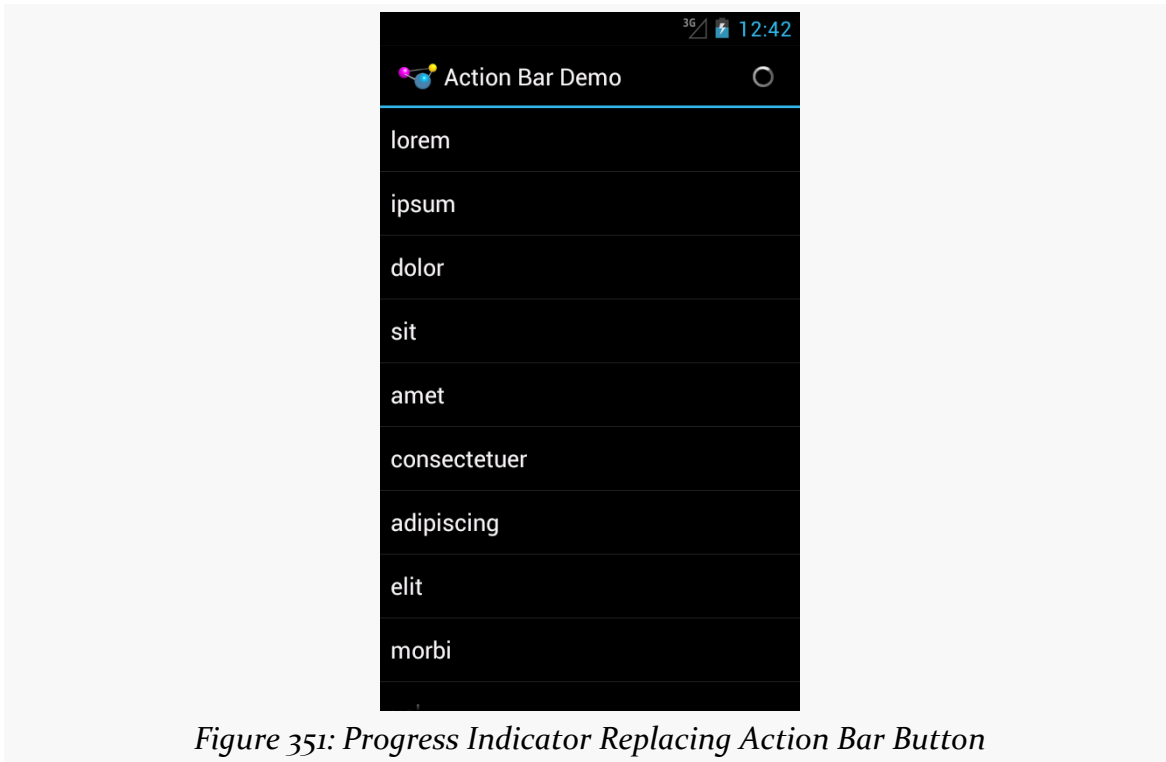 3G 12:42
Action Bar Demo
lorem
ipsum
dolor
sit
amet
consectetuer
adipiscing
elit
morbi
Figure 351: Progress Indicator Replacing Action Bar Button